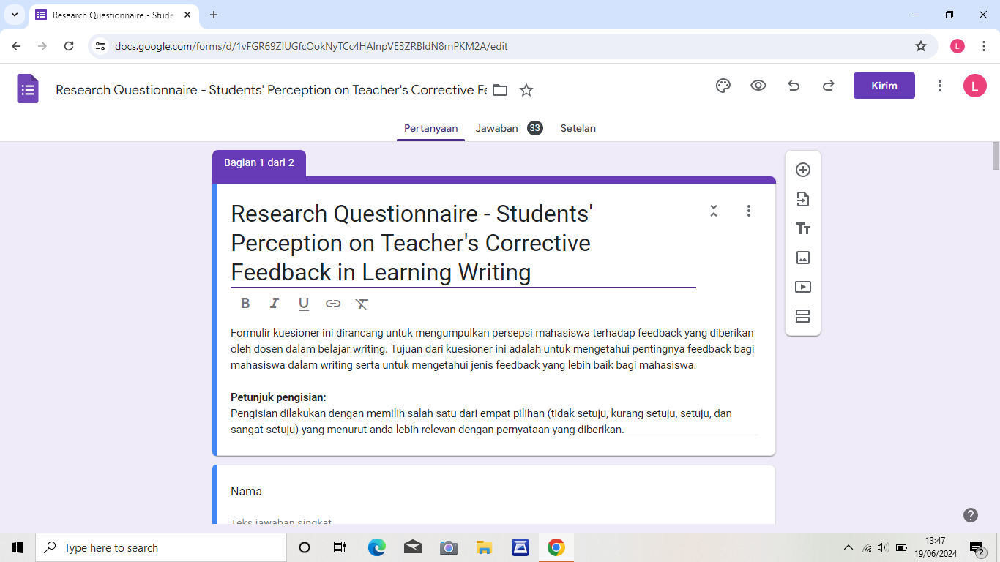 Research Questionnaire - Stude
docs.google.com/forms/d/1vFGR69ZIUGfcOokNyTCc4HAlnpVE3ZRBldN8rnPKM2A/edit
L
Research Questionnaire - Students' Perception on Teacher's Corrective Fe
Kirim
L
Pertanyaan
Jawaban 33
Setelan
Bagian 1 dari 2
Research Questionnaire - Students'
Perception on Teacher's Corrective
Feedback in Learning Writing
B I U
Formulir kuesioner ini dirancang untuk mengumpulkan persepsi mahasiswa terhadap feedback yang diberikan
oleh dosen dalam belajar writing. Tujuan dari kuesioner ini adalah untuk mengetahui pentingnya feedback bagi
mahasiswa dalam writing serta untuk mengetahui jenis feedback yang lebih baik bagi mahasiswa.
Petunjuk pengisian:
Pengisian dilakukan dengan memilih salah satu dari empat pilihan (tidak setuju, kurang setuju, setuju, dan
sangat setuju) yang menurut anda lebih relevan dengan pernyataan yang diberikan.
Nama
Teks jawaban singkat
Type here to search
13:47
19/06/2024
2